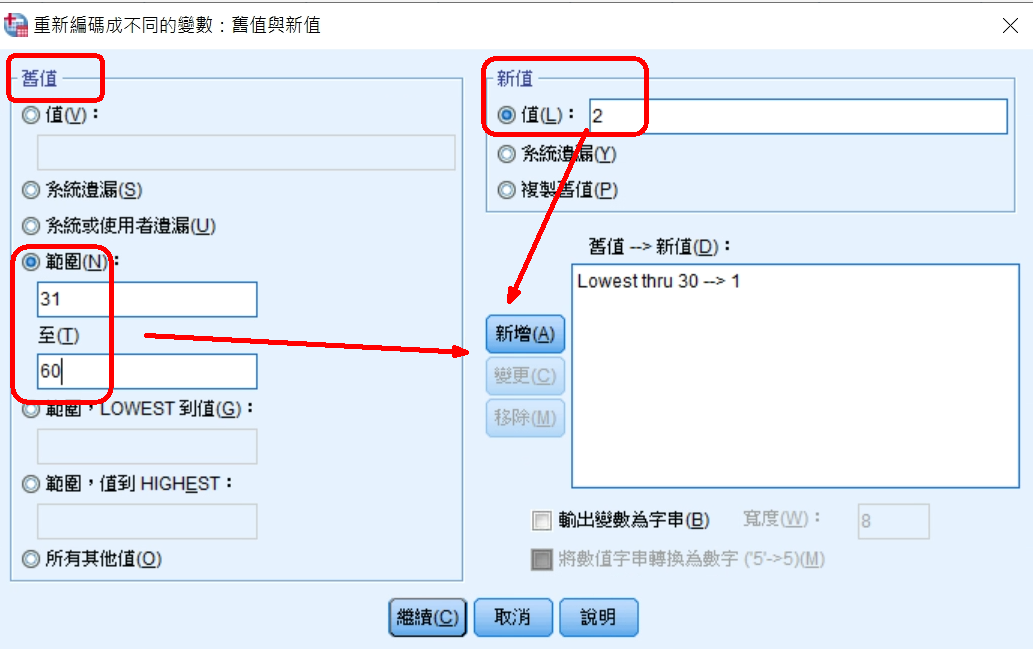 重新編碼成不同的變數：舊值與新值
舊值
值(V)：
系統遺漏(S)
系統或使用者遺漏(U)
範圍(N)：
31
至(T)
60
範圍，LOWEST 到值(G)：
範圍，值到 HIGHEST：
所有其他值(O)
新值
值(L)： 2
系統遺漏(Y)
複製舊值(P)
舊值 --> 新值(D)：
Lowest thru 30 --> 1
新增(A)
變更(C)
移除(M)
輸出變數為字串(B) 寬度(W)： 8
將數值字串轉換為數字 ('5'->5)(M)
繼續(C) 取消 說明